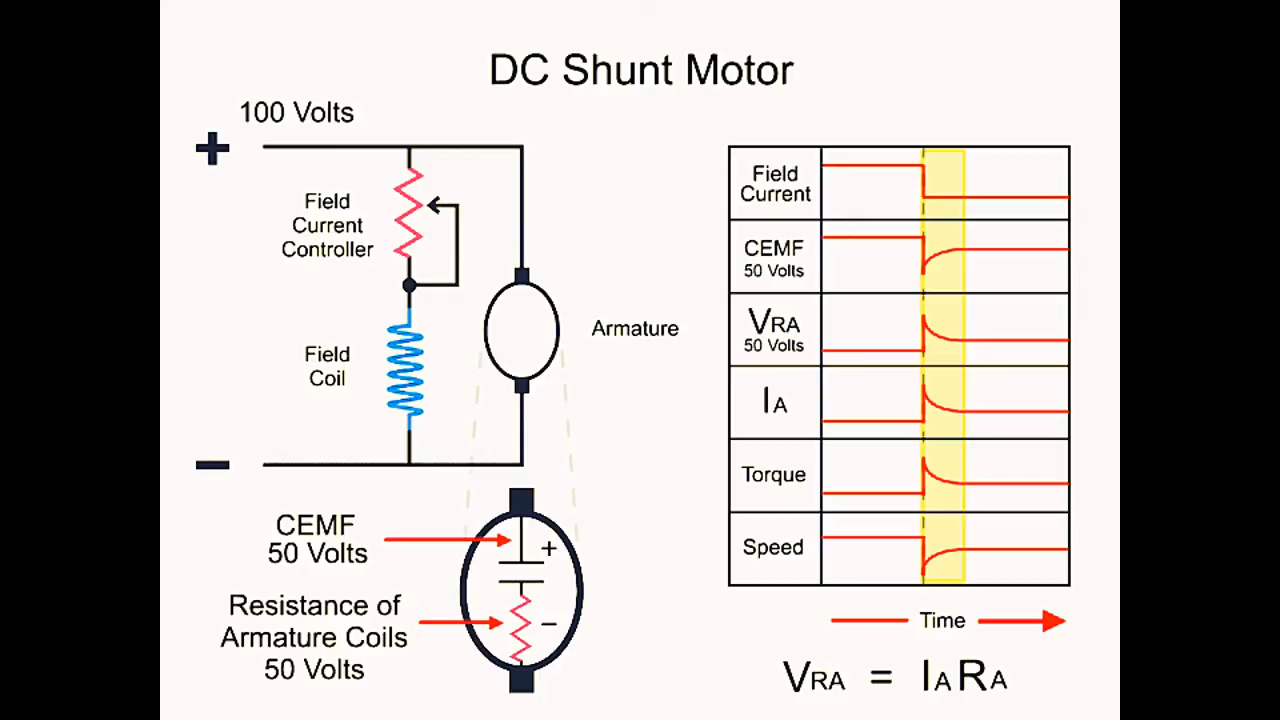 DC Shunt Motor
100 Volts
+
Field
Current
Controller
Field
Coil
Armature
−
CEMF
50 Volts
+
Resistance of
Armature Coils
50 Volts
−
Field
Current
CEMF
50 Volts
VRA
50 Volts
IA
Torque
Speed
Time
VRA = IARA